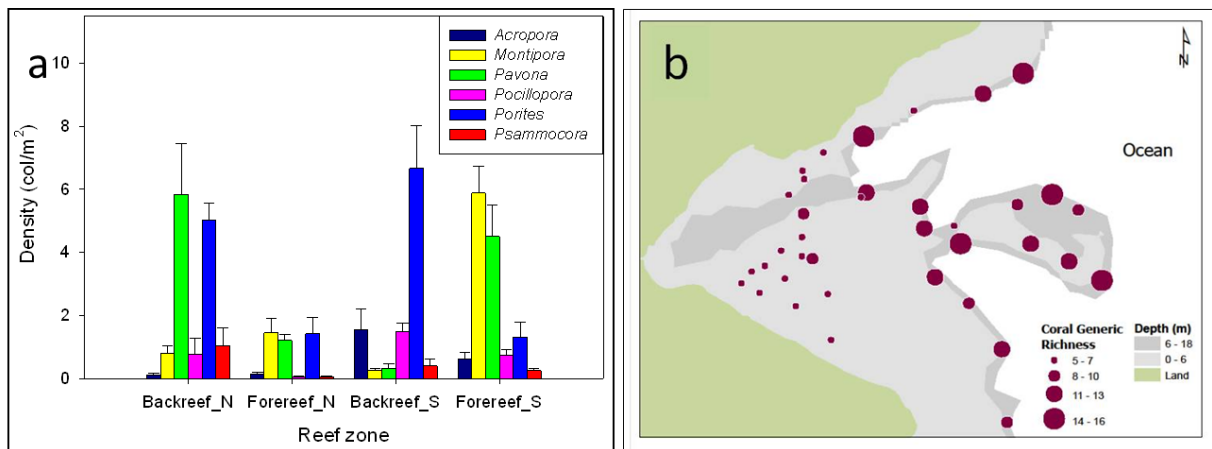 a
Acropora
Montipora
Pavona
Pocillopora
Porites
Psammocora
10
8
6
4
2
0
Density (col/m²)
Backreef_N Forereef_N Backreef_S Forereef_S
Reef zone
b
N
Ocean
Coral Generic
Richness
5 - 7
8 - 10
11 - 13
14 - 16
Depth (m)
6 - 18
0 - 6
Land